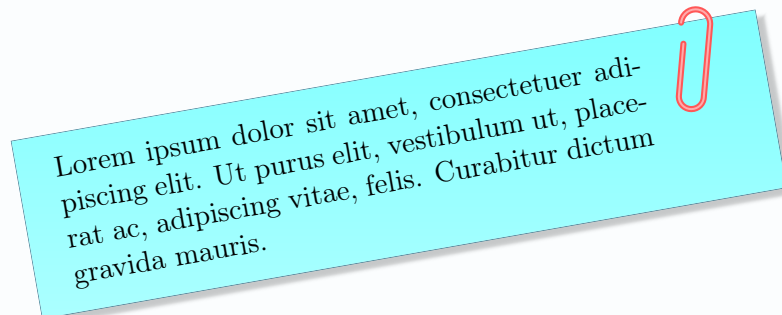 Lorem ipsum dolor sit amet, consectetuer adi-
piscing elit. Ut purus elit, vestibulum ut, place-
rat ac, adipiscing vitae, felis. Curabitur dictum
gravida mauris.